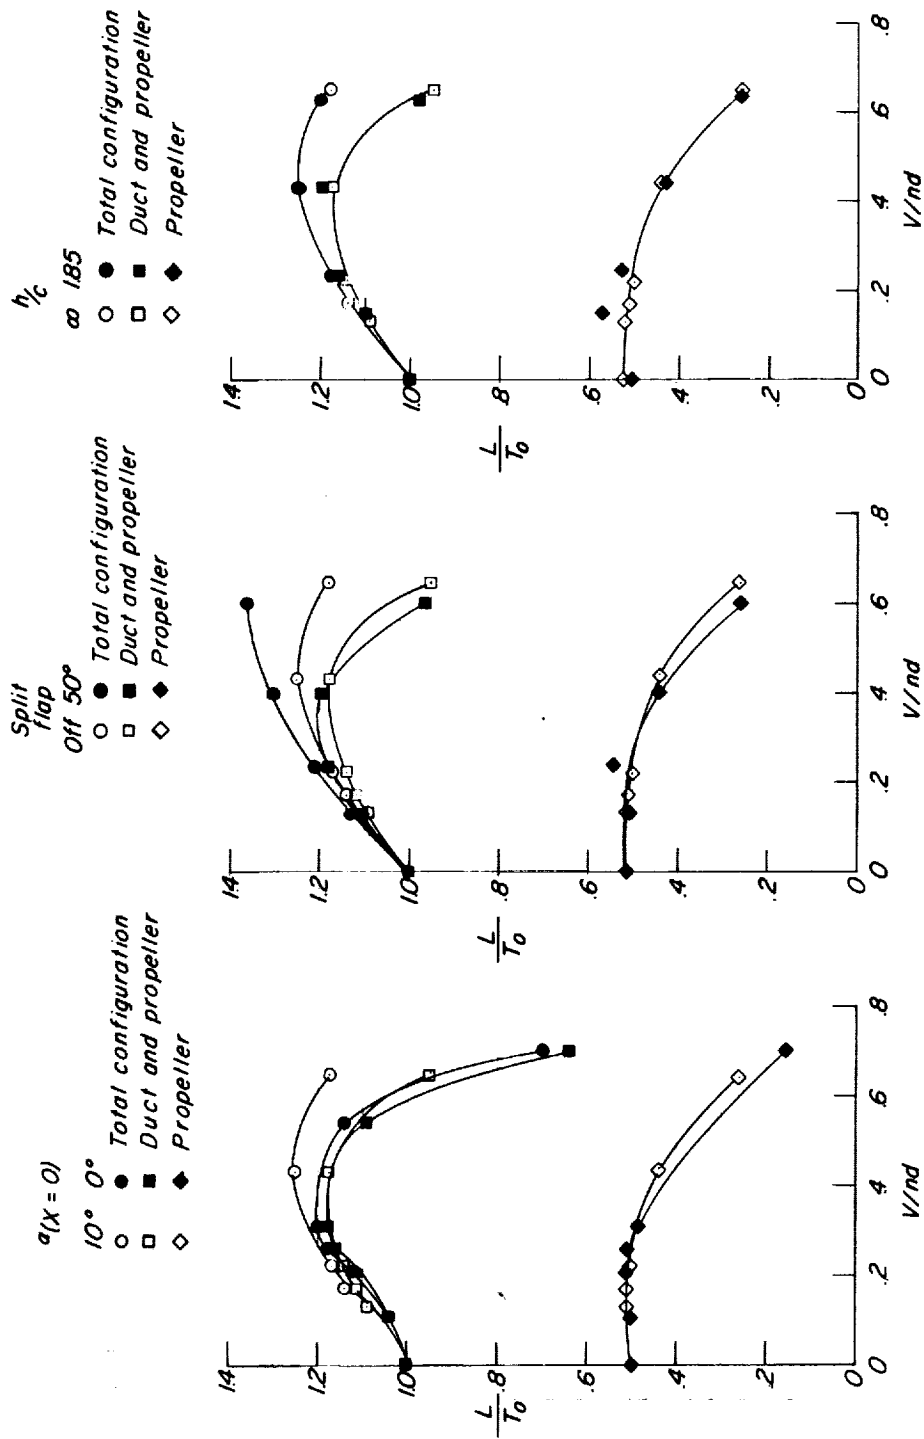 a(X = 0)
10° 0°
Total configuration
Duct and propeller
Propeller
1.4
1.2
1.0
.8
.6
.4
.2
0
L/To
0 .2 .4 .6 .8
V/nd
Split
flap
Off 50°
Total configuration
Duct and propeller
Propeller
1.4
1.2
1.0
.8
.6
.4
.2
0
L/To
0 .2 .4 .6 .8
V/nd
h/c
∞ 1.85
Total configuration
Duct and propeller
Propeller
1.4
1.2
1.0
.8
.6
.4
.2
0
L/To
0 .2 .4 .6 .8
V/nd